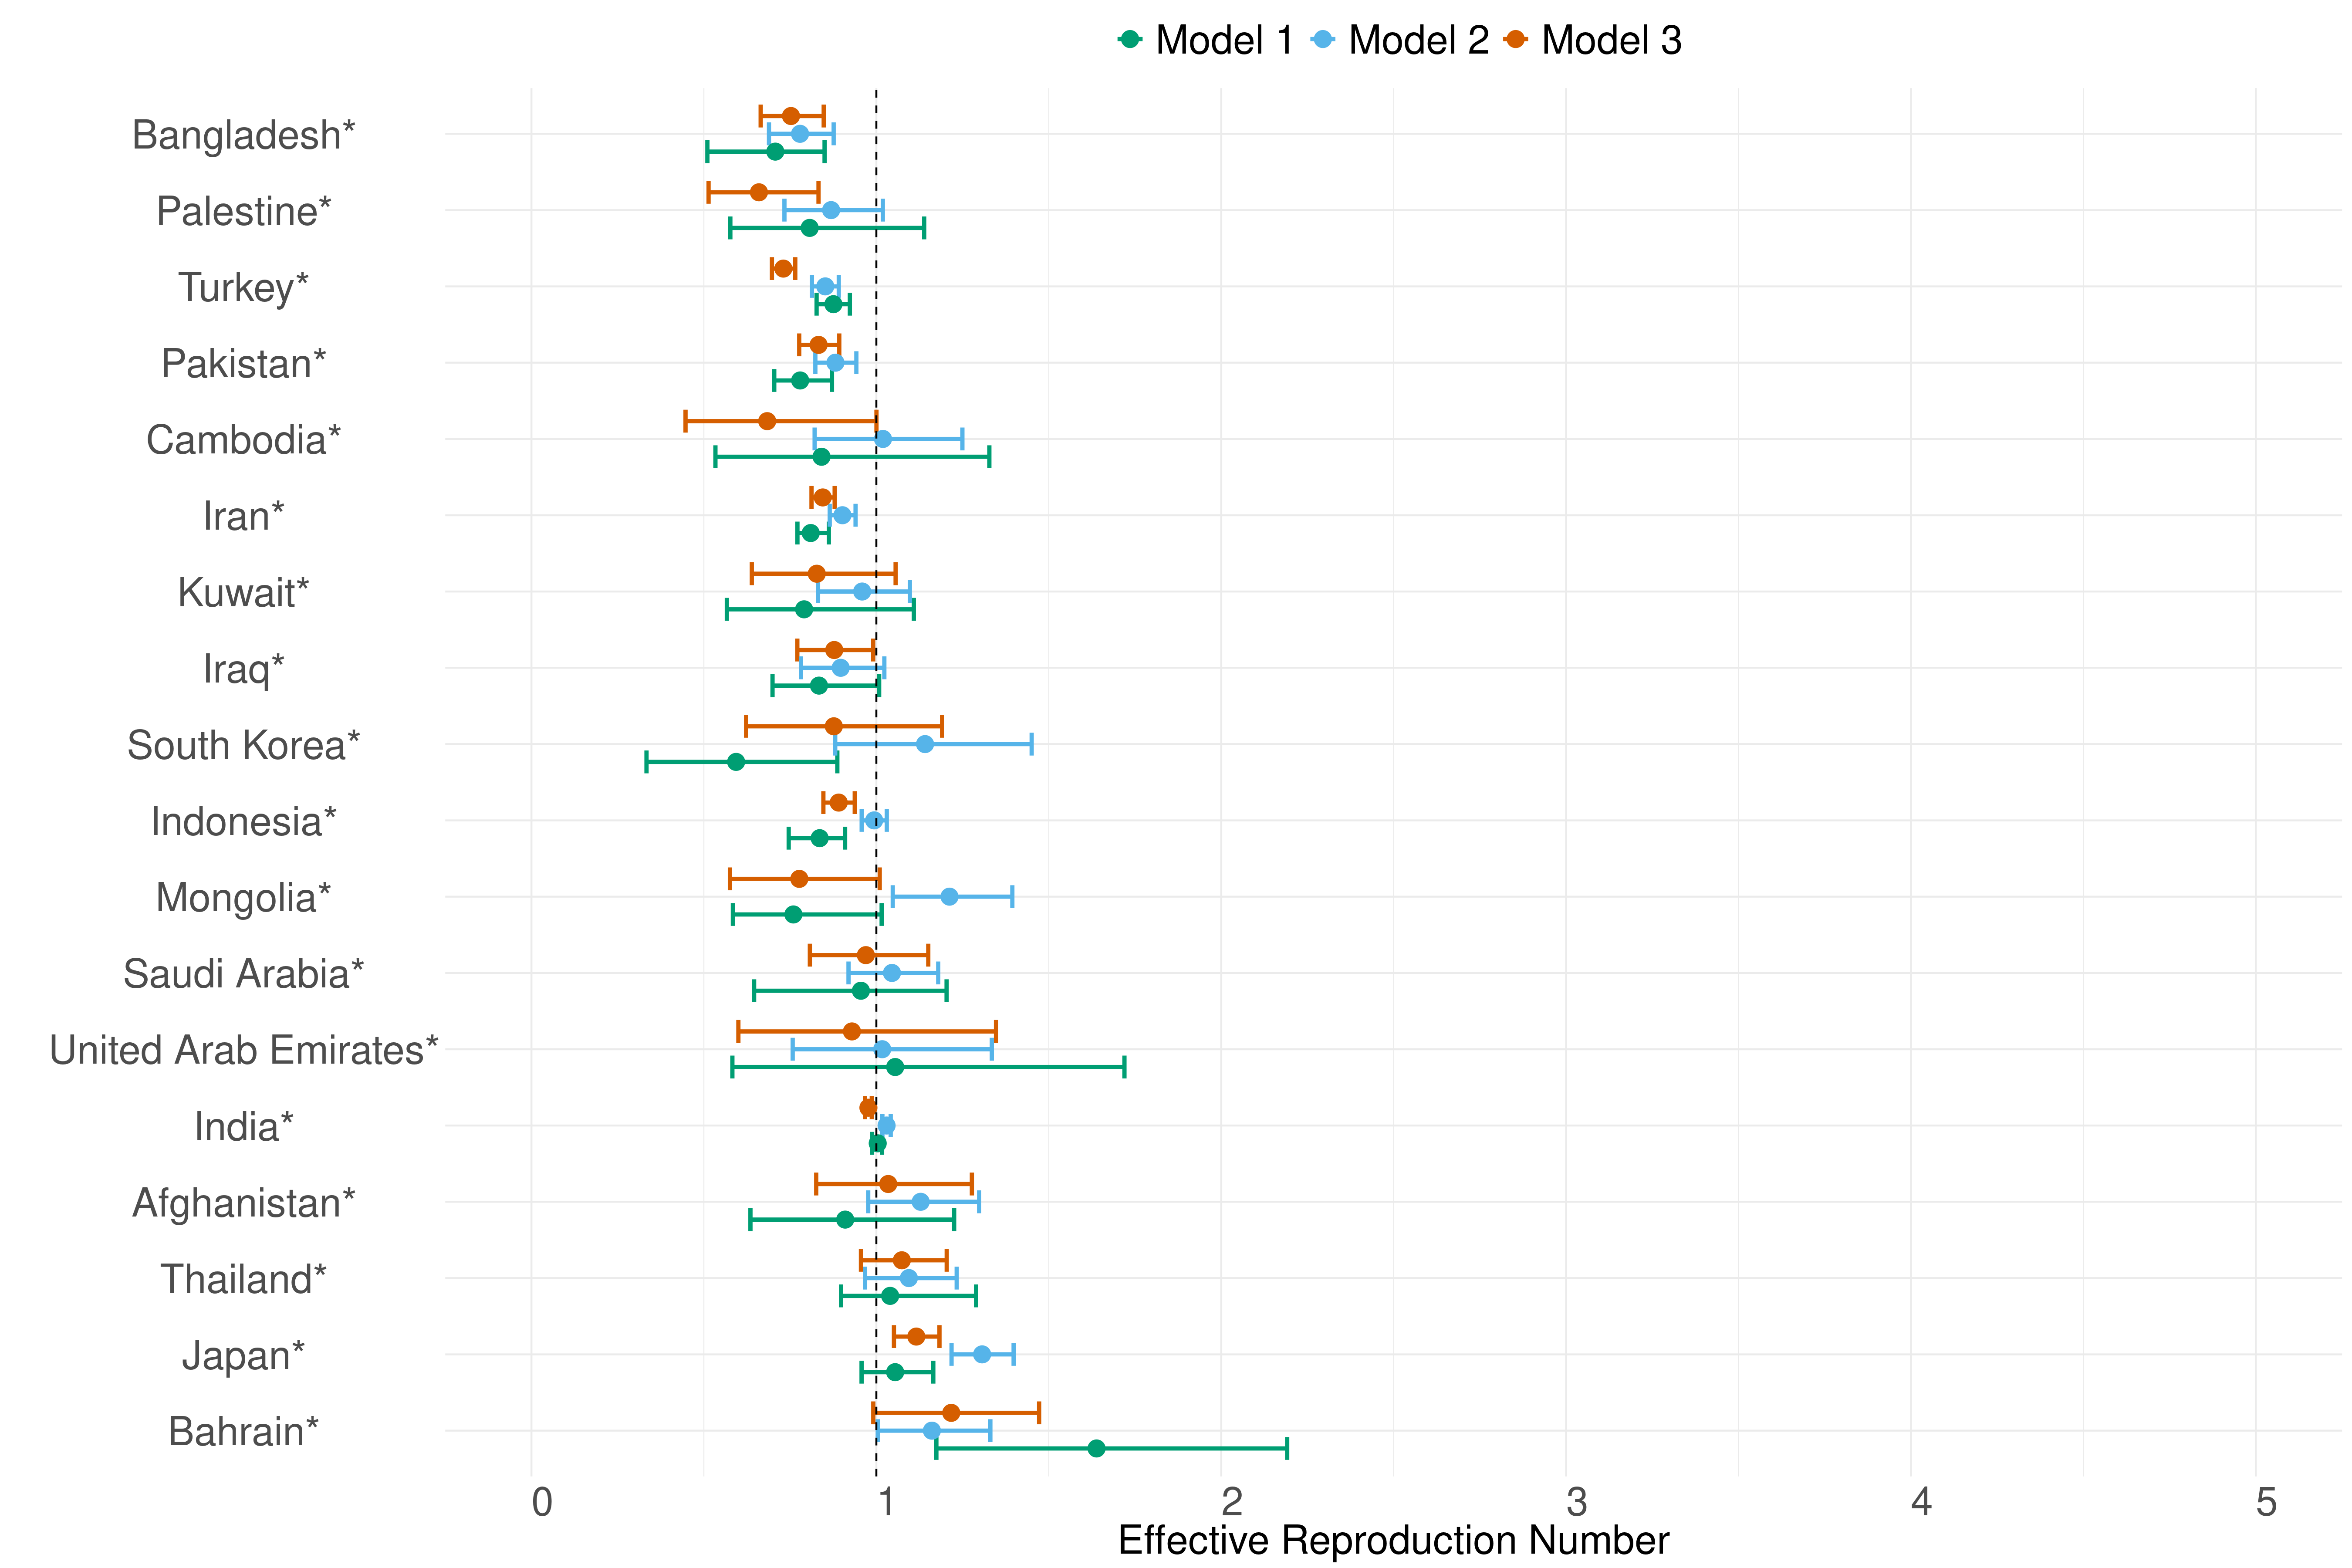 Model 1 Model 2 Model 3
Bangladesh*
Palestine*
Turkey*
Pakistan*
Cambodia*
Iran*
Kuwait*
Iraq*
South Korea*
Indonesia*
Mongolia*
Saudi Arabia*
United Arab Emirates*
India*
Afghanistan*
Thailand*
Japan*
Bahrain*
0 1 2 3 4 5
Effective Reproduction Number